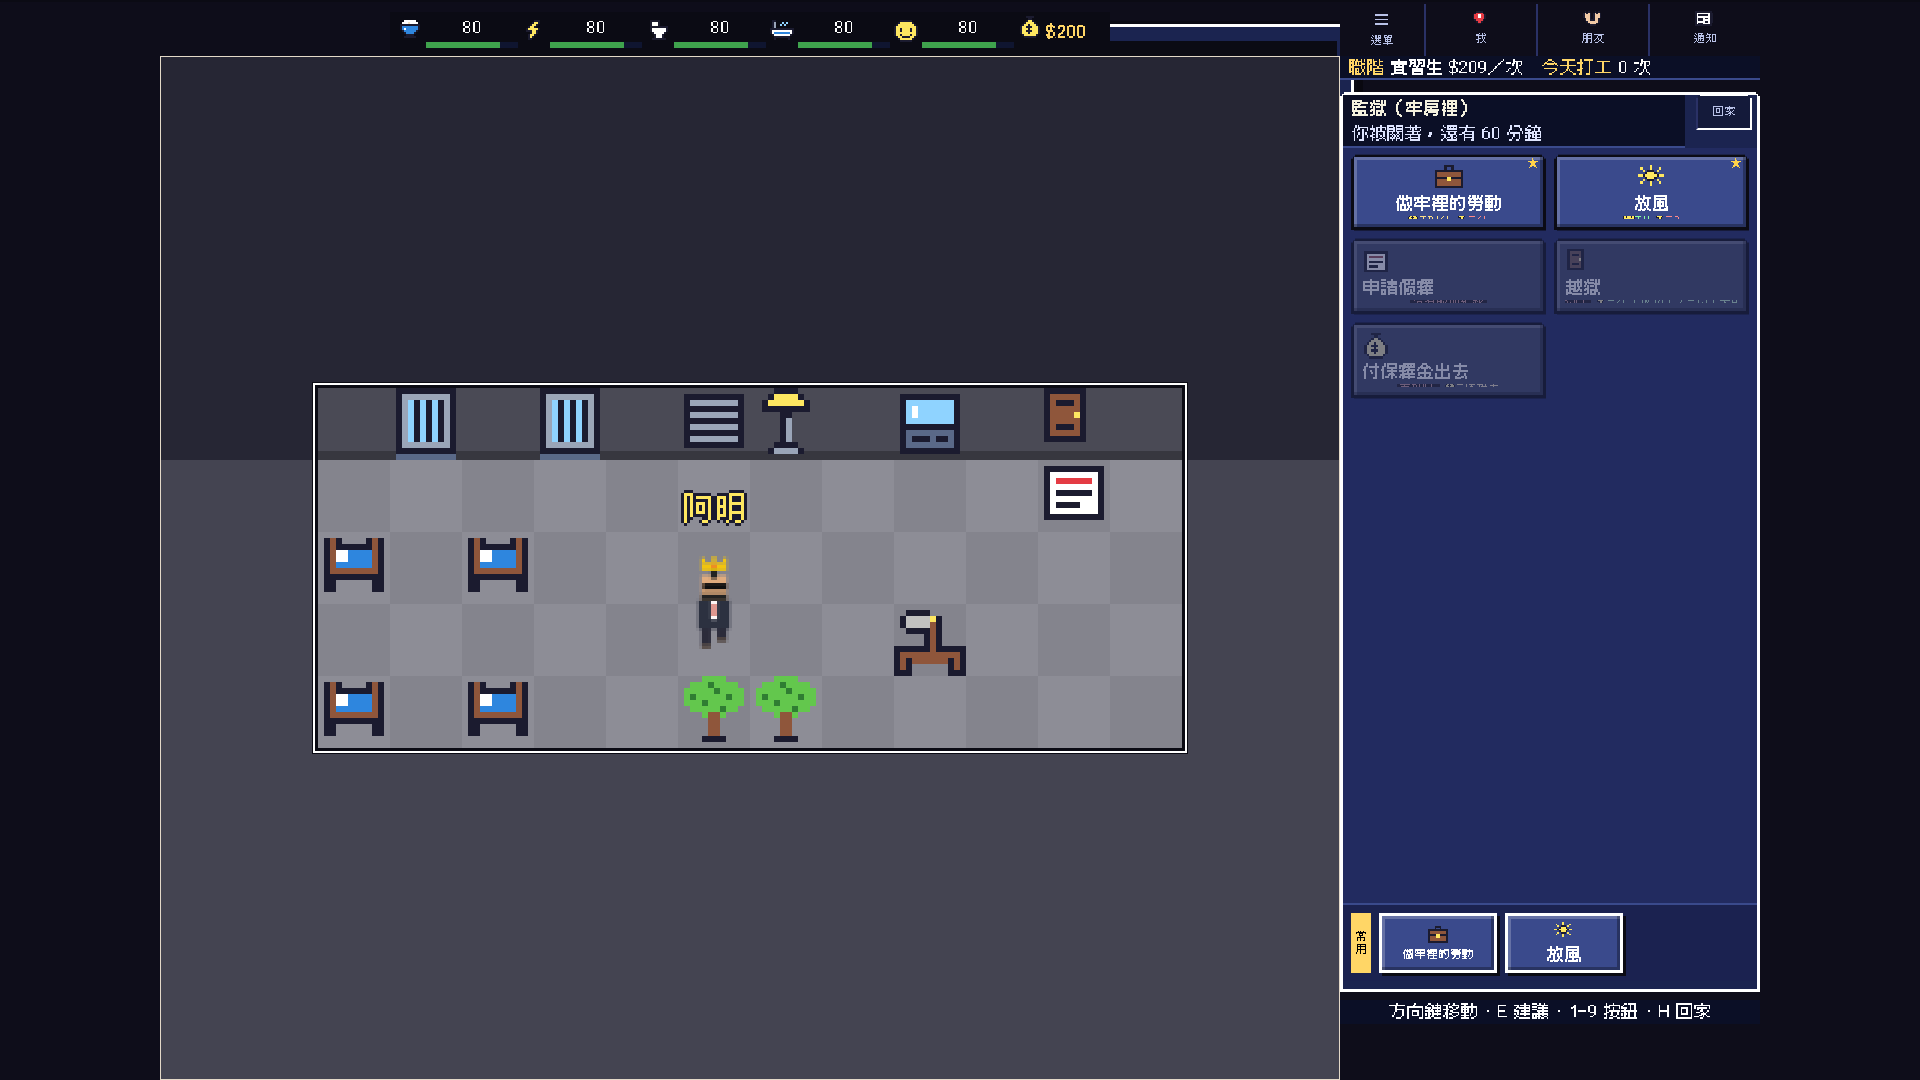 80
80
80
80
80
$200
選單
我
朋友
通知
職階 實習生 $209/次 今天打工 0 次
監獄（牢房裡）
你被關著，還有 60 分鐘
回家
做牢裡的勞動
放風
申請假釋
越獄
付保釋金出去
阿明
常用
做牢裡的勞動
放風
方向鍵移動 · E 建議 · 1-9 按鈕 · H 回家